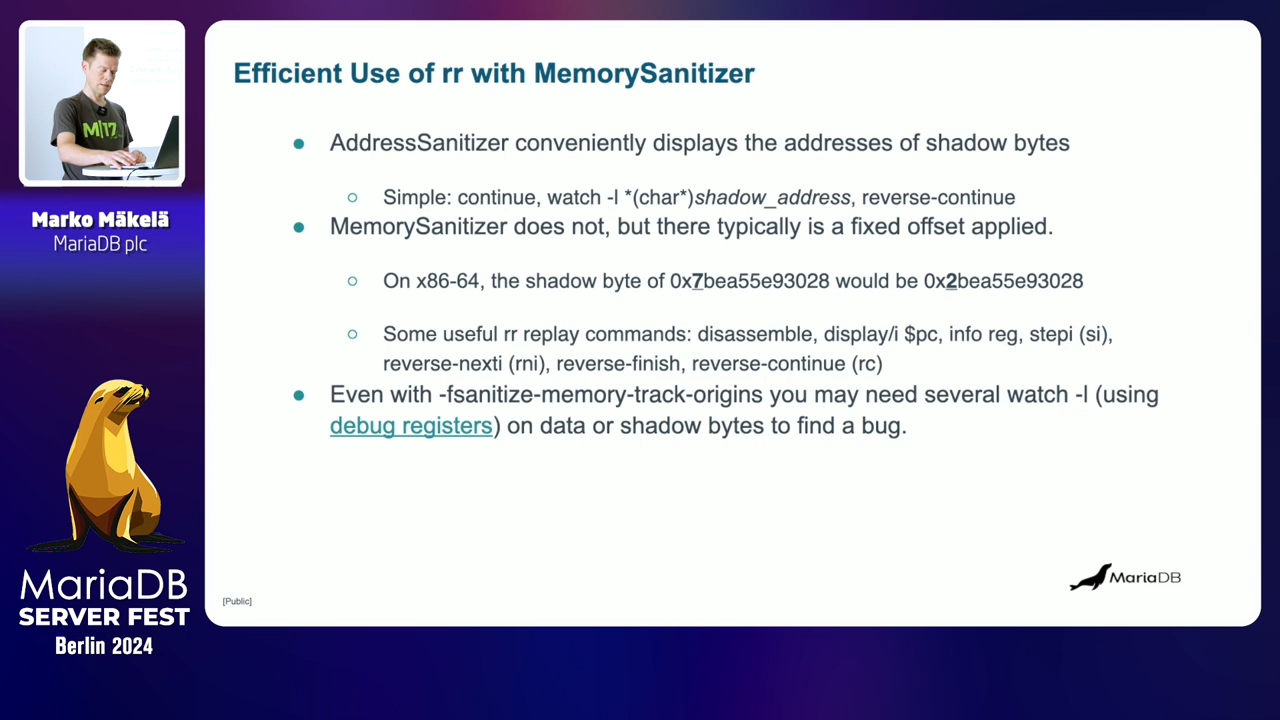 M|17
Marko Mäkelä
MariaDB plc
MariaDB
SERVER FEST
Berlin 2024
Efficient Use of rr with MemorySanitizer
● AddressSanitizer conveniently displays the addresses of shadow bytes
○ Simple: continue, watch -l *(char*)shadow_address, reverse-continue
● MemorySanitizer does not, but there typically is a fixed offset applied.
○ On x86-64, the shadow byte of 0x7bea55e93028 would be 0x2bea55e93028
○ Some useful rr replay commands: disassemble, display/i $pc, info reg, stepi (si),
reverse-nexti (rni), reverse-finish, reverse-continue (rc)
● Even with -fsanitize-memory-track-origins you may need several watch -l (using
debug registers) on data or shadow bytes to find a bug.
[Public]
MariaDB